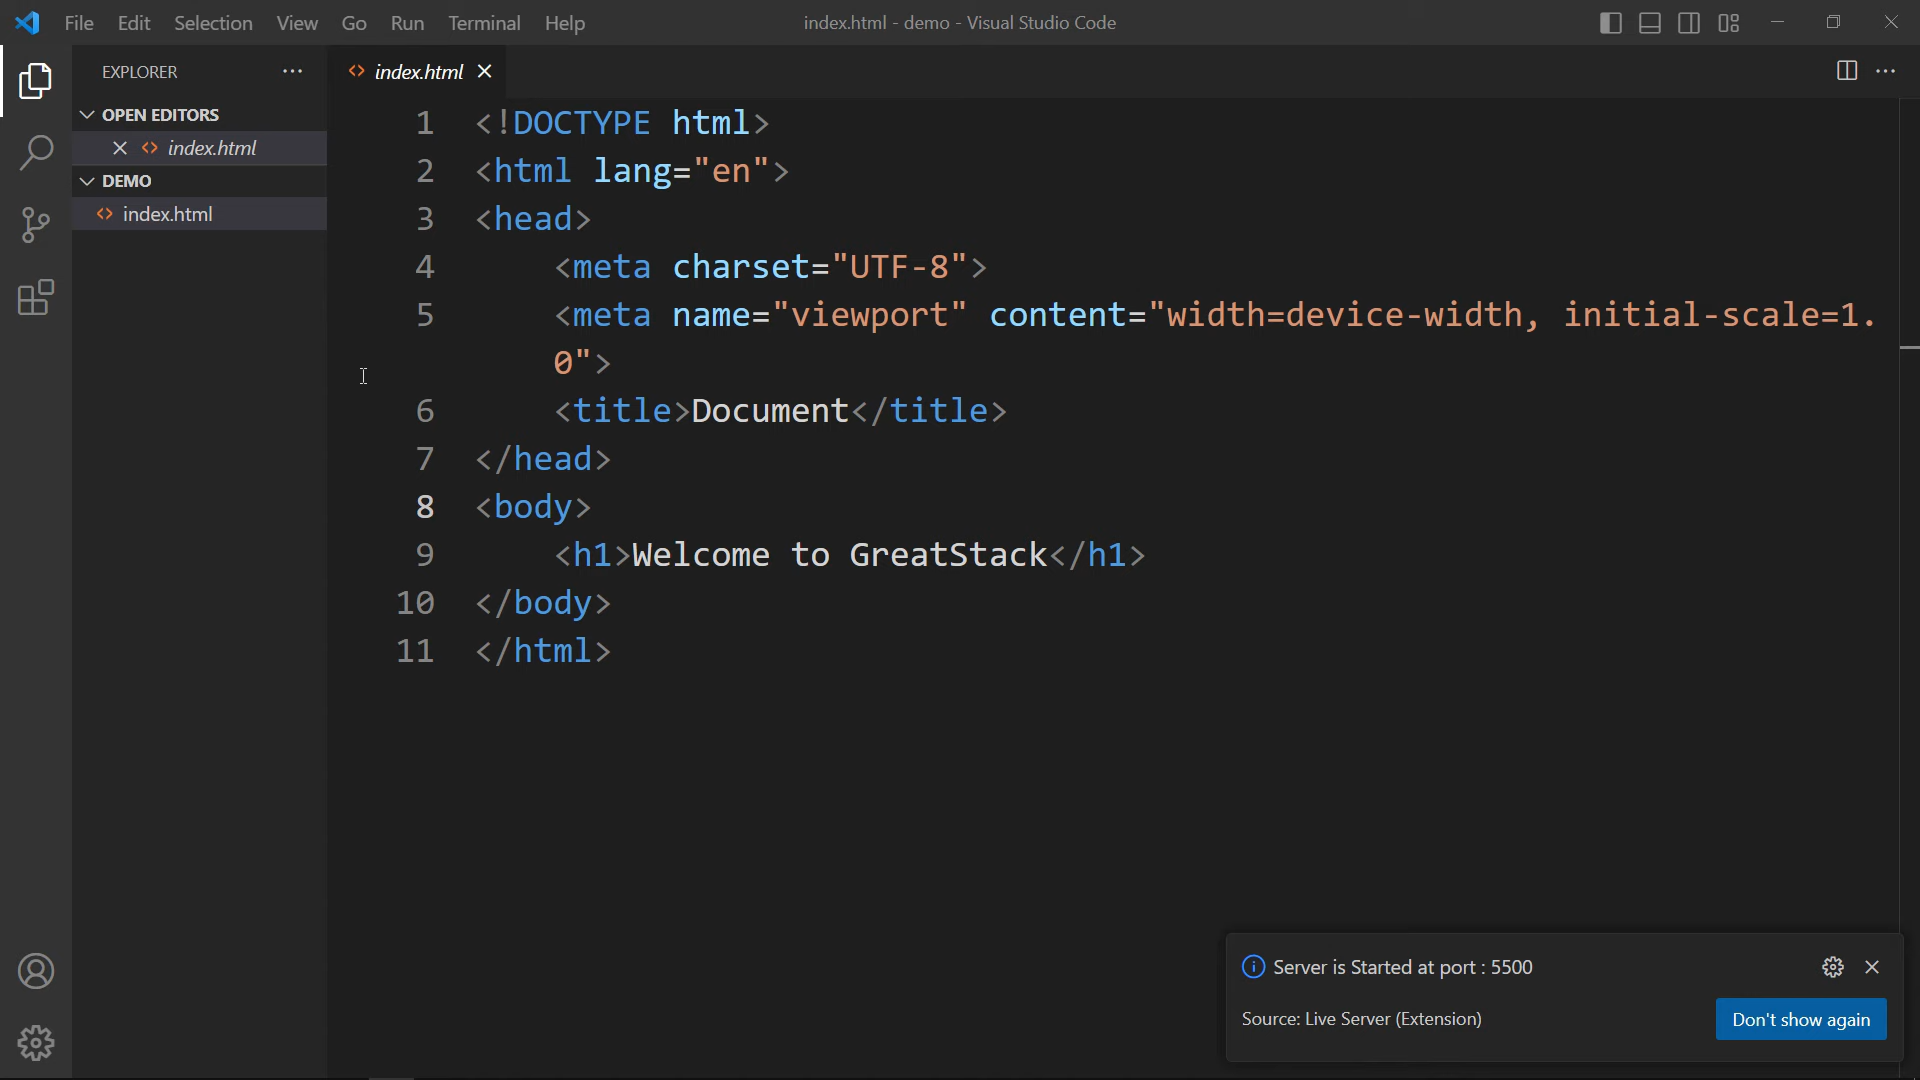 File Edit Selection View Go Run Terminal Help index.html - demo - Visual Studio Code
EXPLORER
index.html
OPEN EDITORS
index.html
DEMO
index.html
1 <!DOCTYPE html>
2 <html lang="en">
3 <head>
4 <meta charset="UTF-8">
5 <meta name="viewport" content="width=device-width, initial-scale=1.
0">
6 <title>Document</title>
7 </head>
8 <body>
9 <h1>Welcome to GreatStack</h1>
10 </body>
11 </html>
Server is Started at port : 5500
Source: Live Server (Extension)
Don't show again